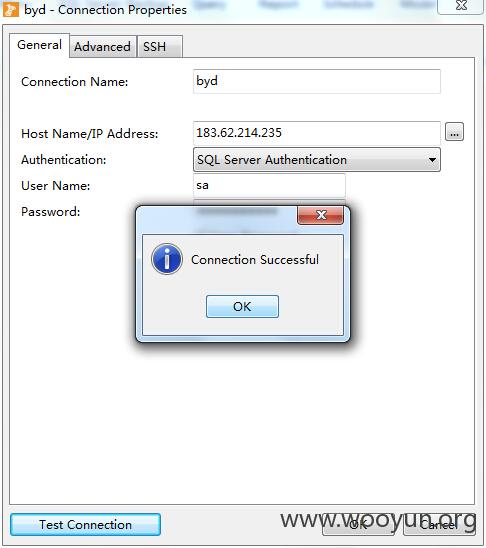 byd - Connection Properties
General Advanced SSH
Connection Name: byd
Host Name/IP Address: 183.62.214.235 ...
Authentication: SQL Server Authentication
User Name: sa
Password:
Connection Successful
OK
Test Connection OK Cancel
www.wooyun.org